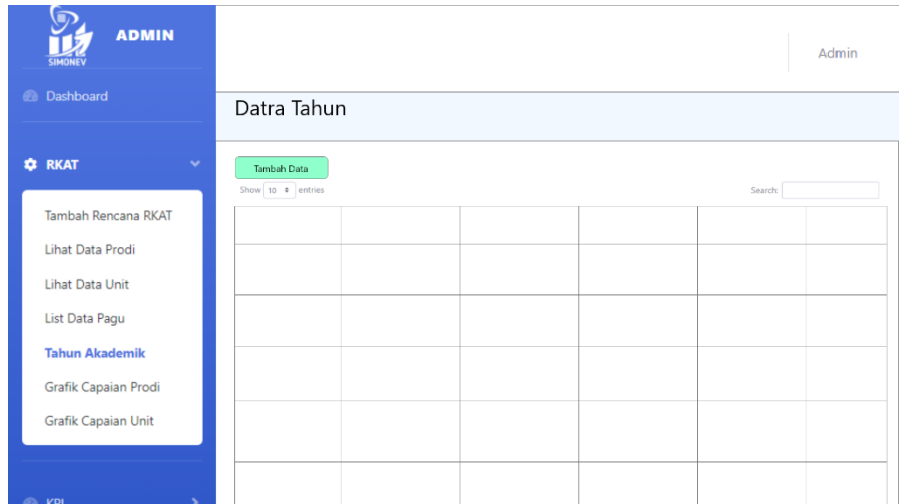 SIMONEV
ADMIN
Admin
Dashboard
Datra Tahun
RKAT
Tambah Data
Show 10 entries
Search:
Tambah Rencana RKAT
Lihat Data Prodi
Lihat Data Unit
List Data Pagu
Tahun Akademik
Grafik Capaian Prodi
Grafik Capaian Unit
KPI